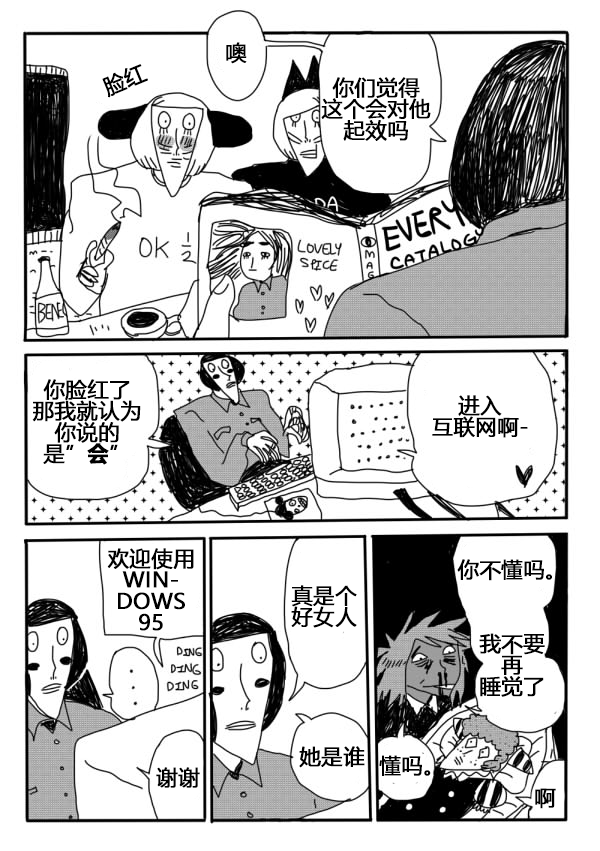 噢
你们觉得
这个会对他
起效吗
脸红
OK 1/2
BENE
LOVELY
SPICE
MAG
EVERY
CATALOG
DA
你脸红了
那我就认为
你说的
是”会“
进入
互联网啊-
欢迎使用
WIN-
DOWS
95
DING
DING
DING
谢谢
真是个
好女人
她是谁
你不懂吗。
我不要
再
睡觉了
懂吗。
啊